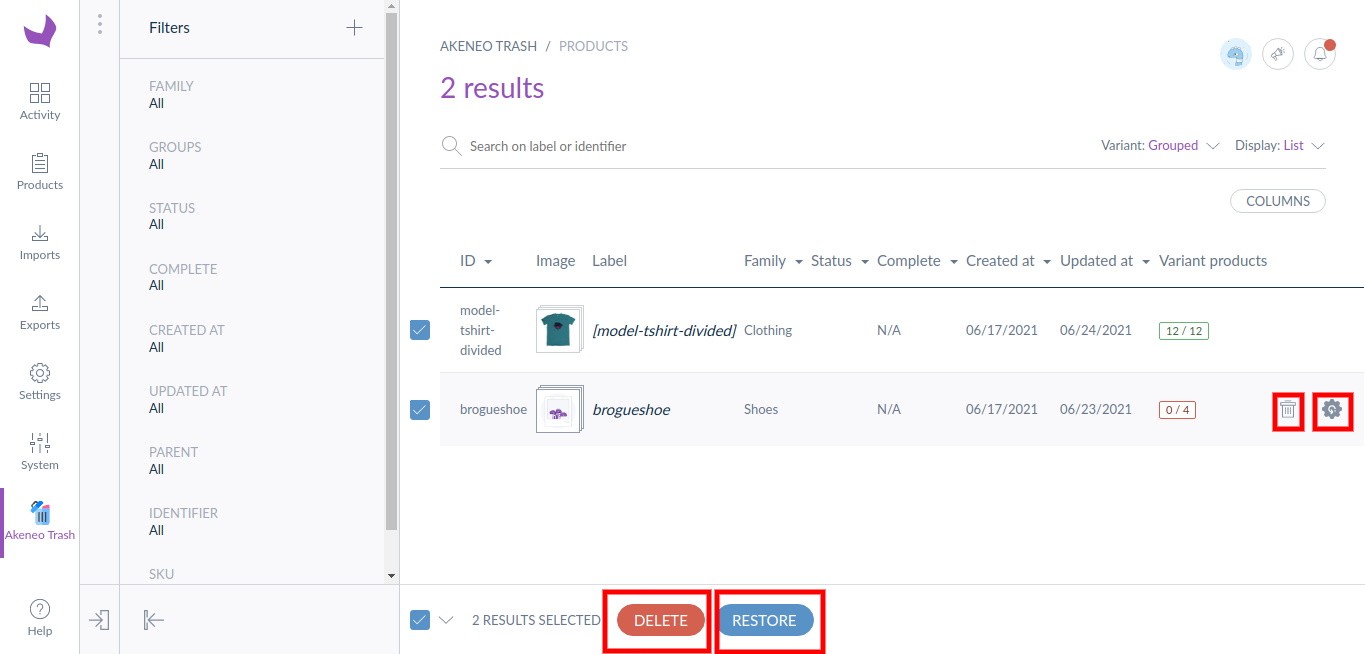 Activity
Products
Imports
Exports
Settings
System
Akeneo Trash
Help
Filters
FAMILY
All
GROUPS
All
STATUS
All
COMPLETE
All
CREATED AT
All
UPDATED AT
All
PARENT
All
IDENTIFIER
All
SKU
AKENEO TRASH / PRODUCTS
2 results
Search on label or identifier
Variant: Grouped
Display: List
COLUMNS
ID Image Label Family Status Complete Created at Updated at Variant products
model-
tshirt-
divided
[model-tshirt-divided] Clothing N/A 06/17/2021 06/24/2021 12 / 12
brogueshoe brogueshoe Shoes N/A 06/17/2021 06/23/2021 0 / 4
2 RESULTS SELECTED DELETE RESTORE